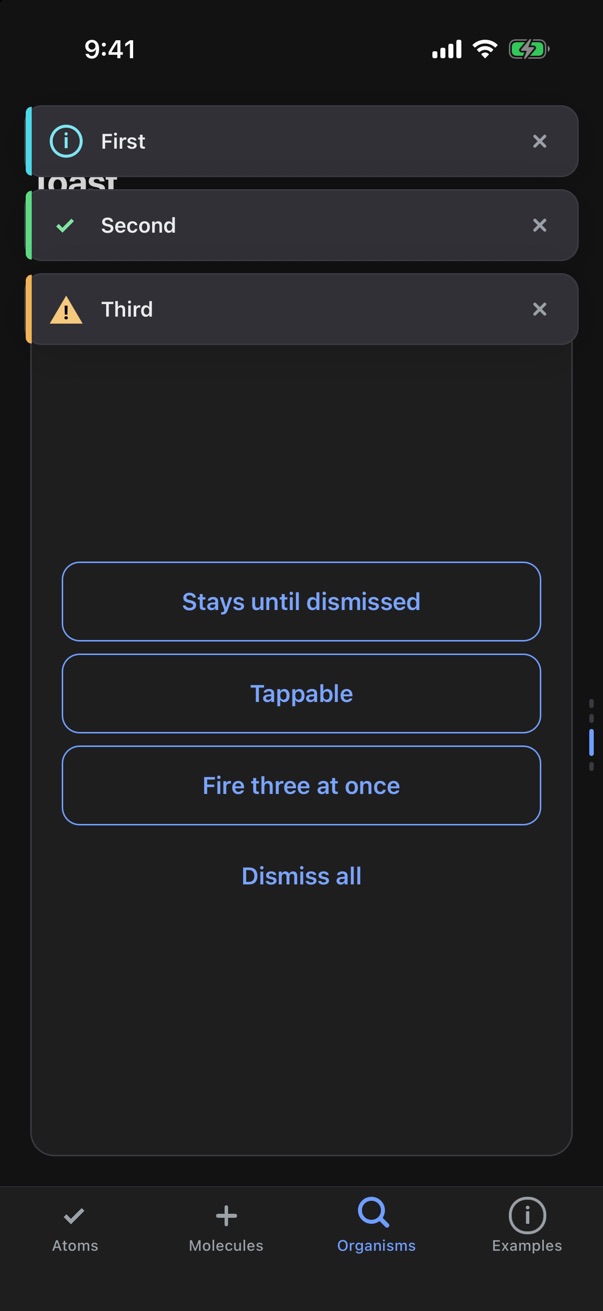 9:41
First
Toast
Second
Third
Stays until dismissed
Tappable
Fire three at once
Dismiss all
Atoms
Molecules
Organisms
Examples